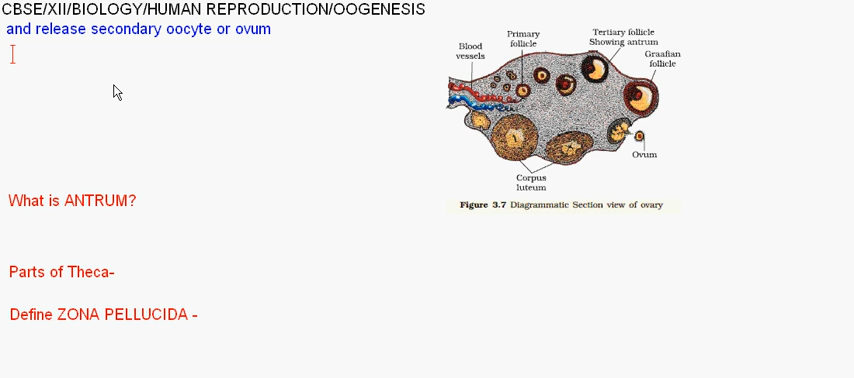 CBSE/XII/BIOLOGY/HUMAN REPRODUCTION/OOGENESIS
and release secondary oocyte or ovum
Blood
vessels
Primary
follicle
Tertiary follicle
Showing antrum
Graafian
follicle
Ovum
Corpus
luteum
Figure 3.7 Diagrammatic Section view of ovary
What is ANTRUM?
Parts of Theca-
Define ZONA PELLUCIDA -